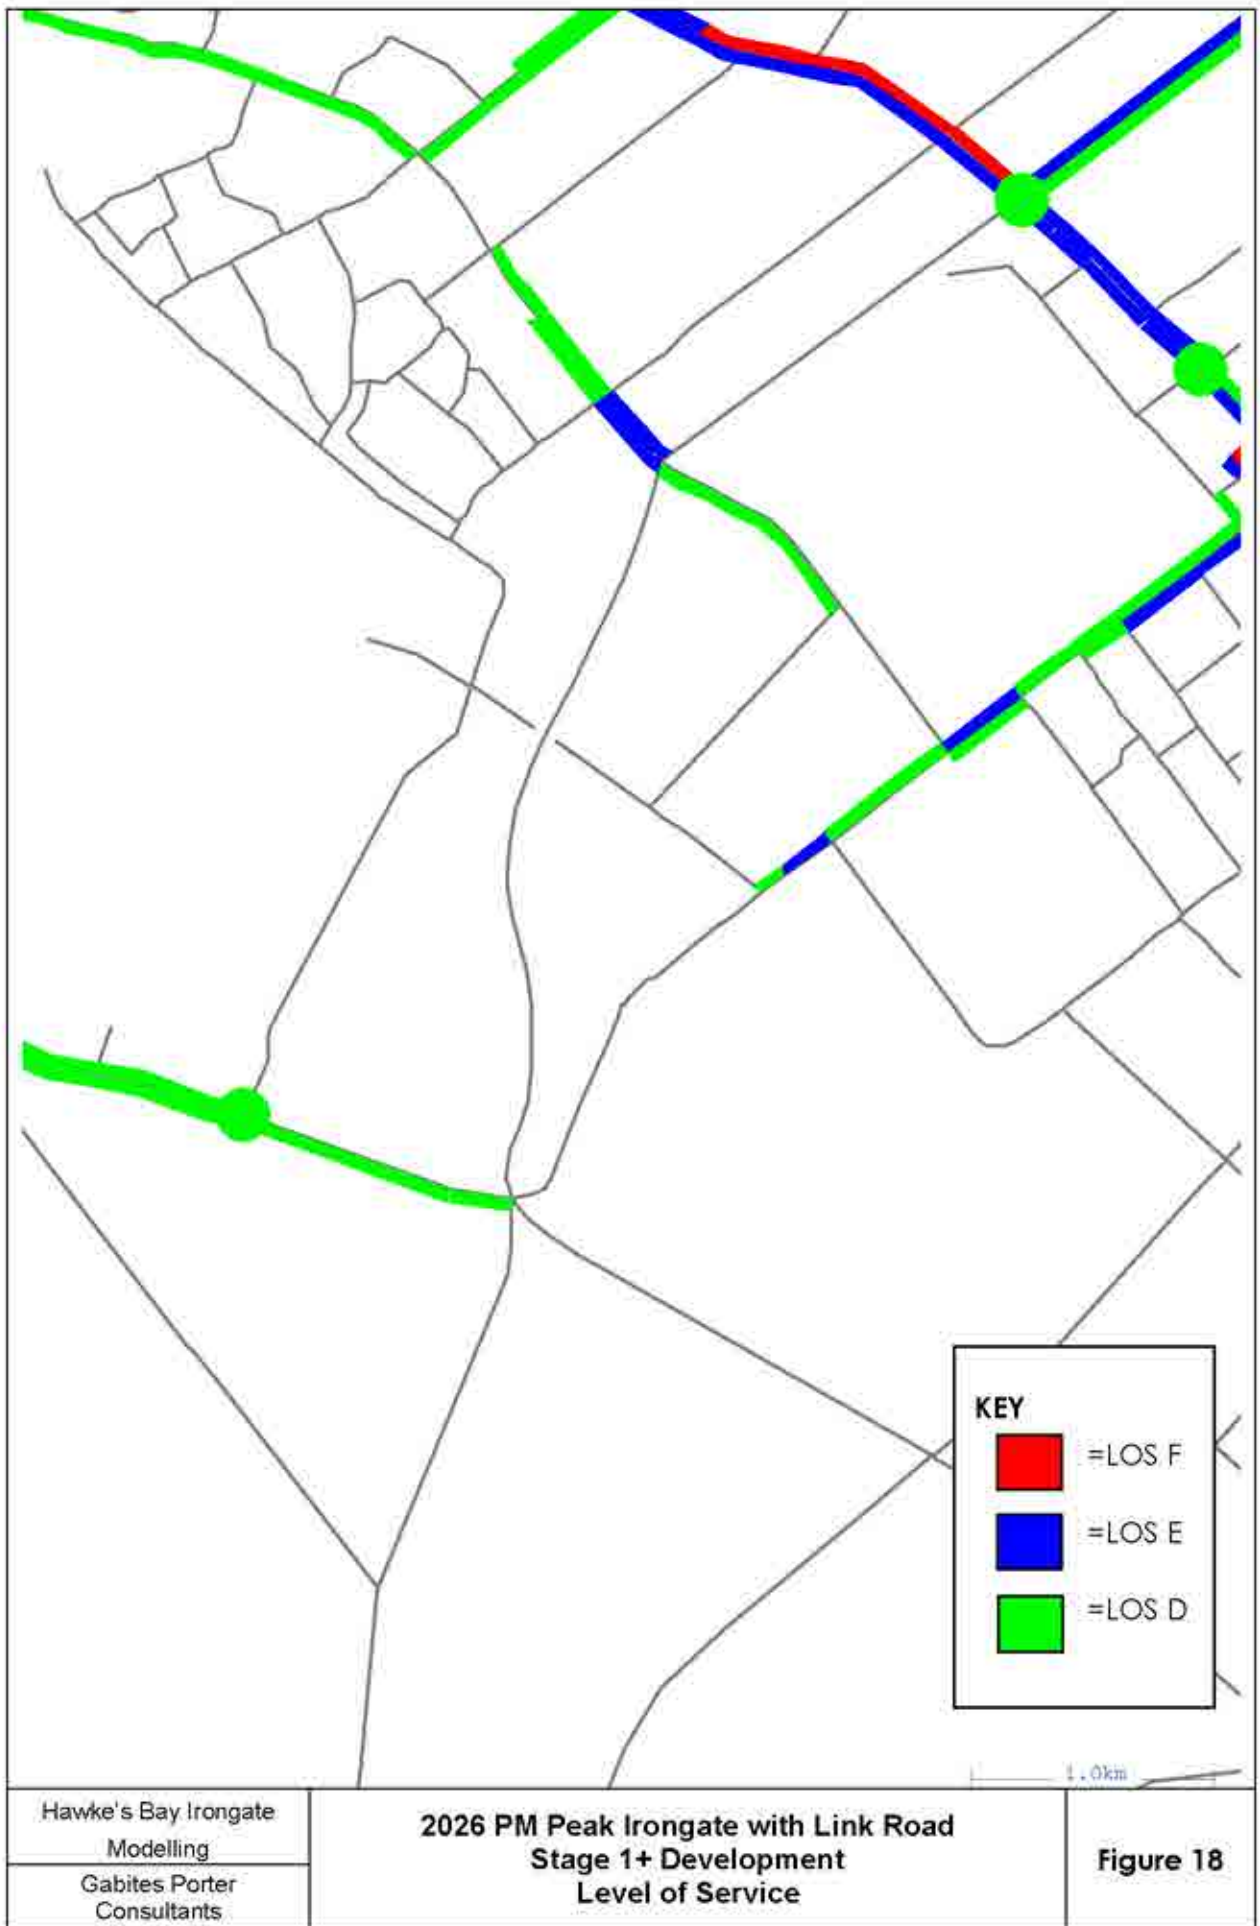 KEY
=LOS F
=LOS E
=LOS D
1.0km
Hawke's Bay Irongate
Modelling
Gabites Porter
Consultants
2026 PM Peak Irongate with Link Road
Stage 1+ Development
Level of Service
Figure 18